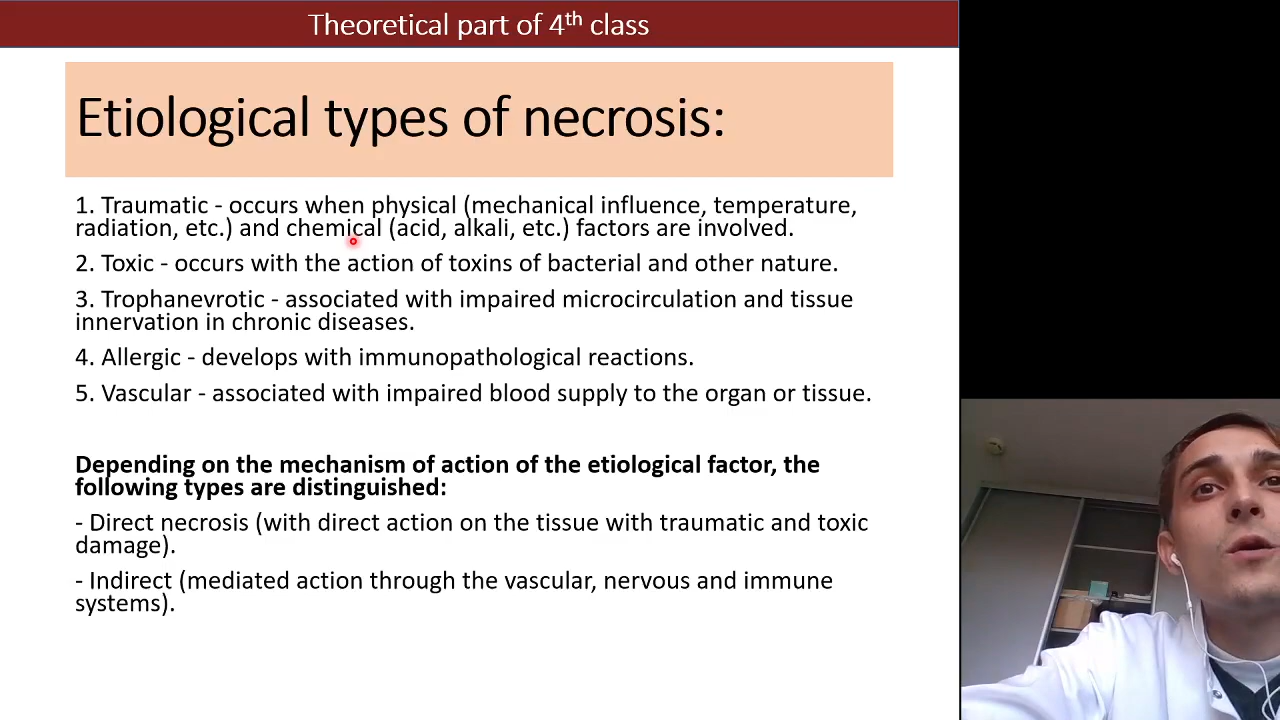 Theoretical part of 4th class
Etiological types of necrosis:
1. Traumatic - occurs when physical (mechanical influence, temperature,
radiation, etc.) and chemical (acid, alkali, etc.) factors are involved.
2. Toxic - occurs with the action of toxins of bacterial and other nature.
3. Trophanevrotic - associated with impaired microcirculation and tissue
innervation in chronic diseases.
4. Allergic - develops with immunopathological reactions.
5. Vascular - associated with impaired blood supply to the organ or tissue.
Depending on the mechanism of action of the etiological factor, the
following types are distinguished:
- Direct necrosis (with direct action on the tissue with traumatic and toxic
damage).
- Indirect (mediated action through the vascular, nervous and immune
systems).